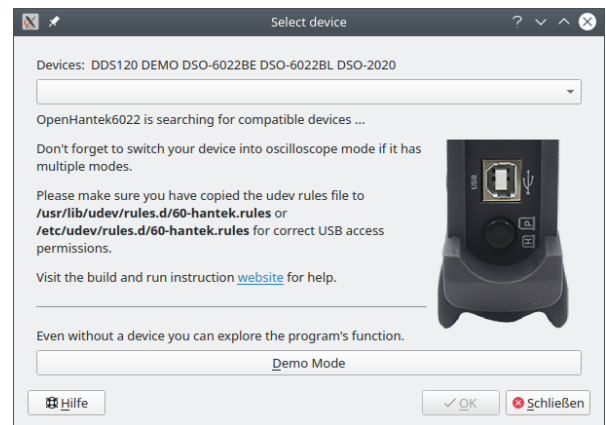 Select device
Devices: DDS120 DEMO DSO-6022BE DSO-6022BL DSO-2020
OpenHantek6022 is searching for compatible devices ...
Don't forget to switch your device into oscilloscope mode if it has
multiple modes.
Please make sure you have copied the udev rules file to
/usr/lib/udev/rules.d/60-hantek.rules or
/etc/udev/rules.d/60-hantek.rules for correct USB access
permissions.
Visit the build and run instruction website for help.
USB
P
H
Even without a device you can explore the program's function.
Demo Mode
Hilfe
OK
Schließen